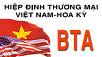 HIỆP ĐỊNH THƯƠNG MẠI
VIỆT NAM-HOA KỲ
BTA